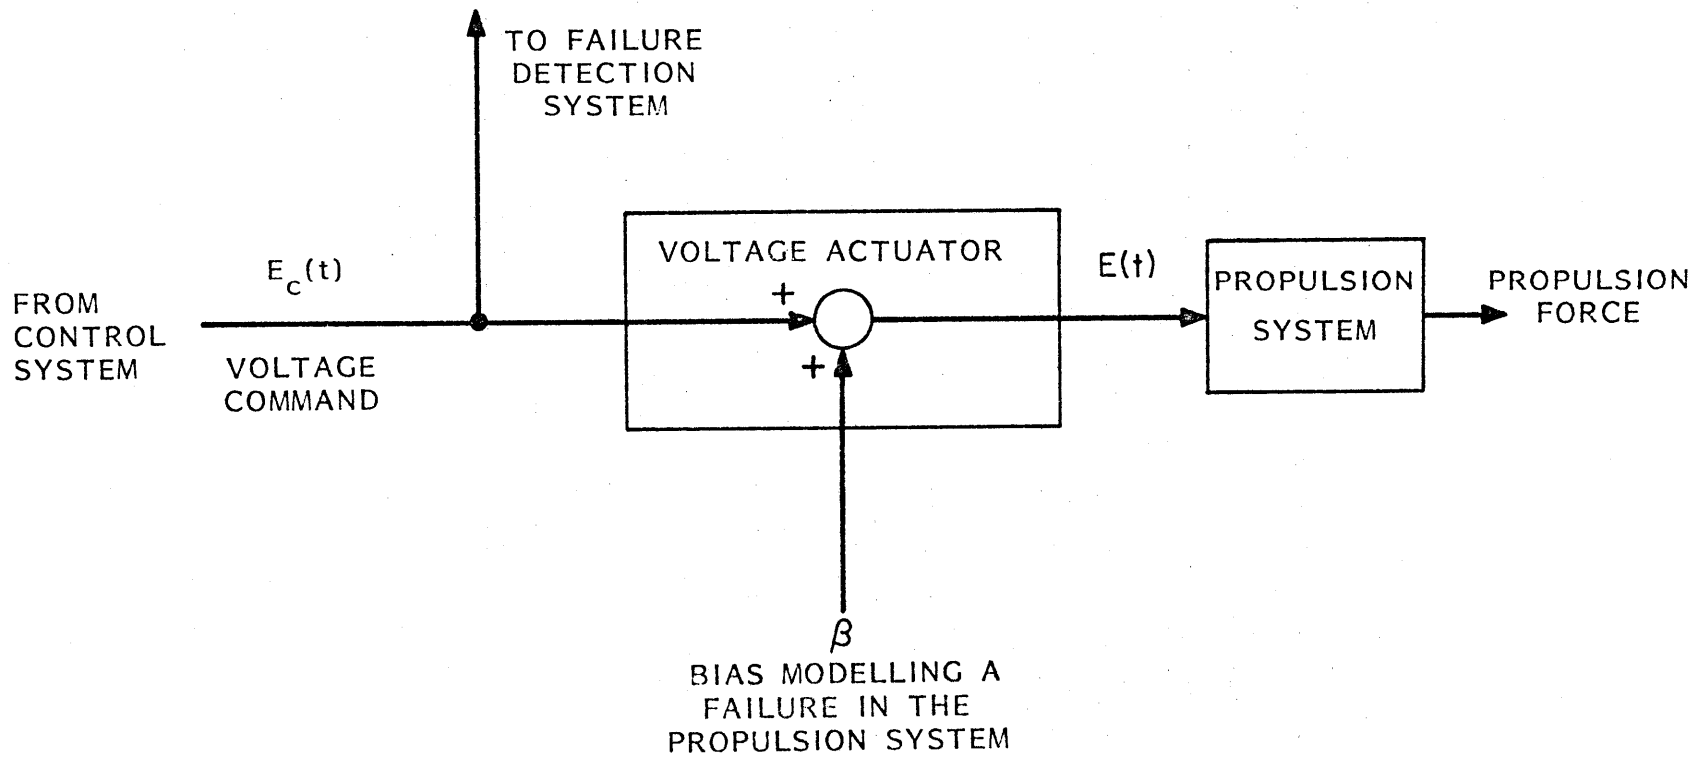 TO FAILURE
DETECTION
SYSTEM
VOLTAGE ACTUATOR
E(t)
E_c(t)
PROPULSION
SYSTEM
PROPULSION
FORCE
FROM
CONTROL
SYSTEM
+
+
VOLTAGE
COMMAND
β
BIAS MODELLING A
FAILURE IN THE
PROPULSION SYSTEM